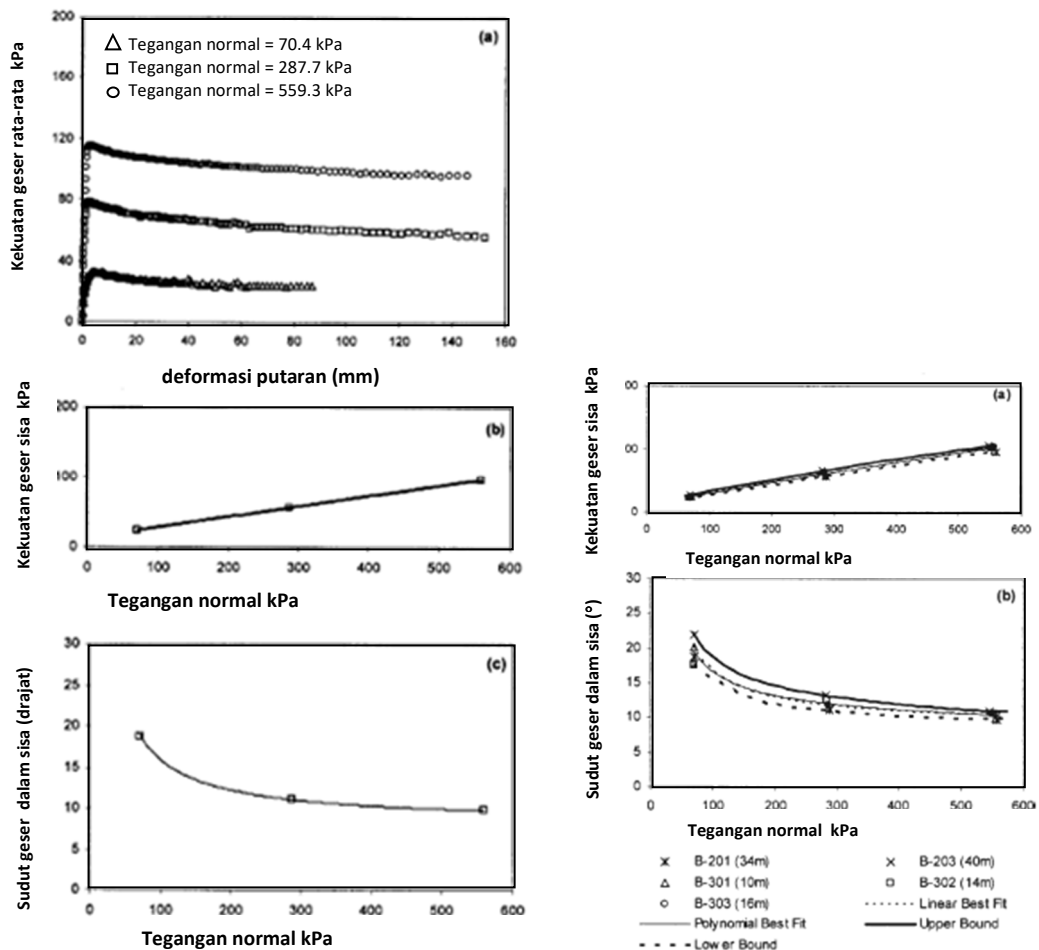 200
160
120
80
40
0
Kekuatan geser rata-rata kPa
(a)
△ Tegangan normal = 70.4 kPa
□ Tegangan normal = 287.7 kPa
○ Tegangan normal = 559.3 kPa
0 20 40 60 80 100 120 140 160
deformasi putaran (mm)
200
100
0
Kekuatan geser sisa kPa
(b)
0 100 200 300 400 500 600
Tegangan normal kPa
30
25
20
15
10
5
0
Sudut geser dalam sisa (drajat)
(c)
0 100 200 300 400 500 600
Tegangan normal kPa
00
00
0
Kekuatan geser sisa kPa
(a)
0 100 200 300 400 500 600
Tegangan normal kPa
30
25
20
15
10
5
0
Sudut geser dalam sisa (°)
(b)
0 100 200 300 400 500 600
Tegangan normal kPa
B-201 (34m) B-203 (40m)
B-301 (10m) B-302 (14m)
B-303 (16m) Linear Best Fit
Polynomial Best Fit Upper Bound
Lower Bound